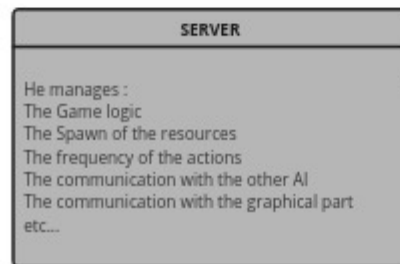 SERVER
He manages :
The Game logic
The Spawn of the resources
The frequency of the actions
The communication with the other AI
The communication with the graphical part
etc...